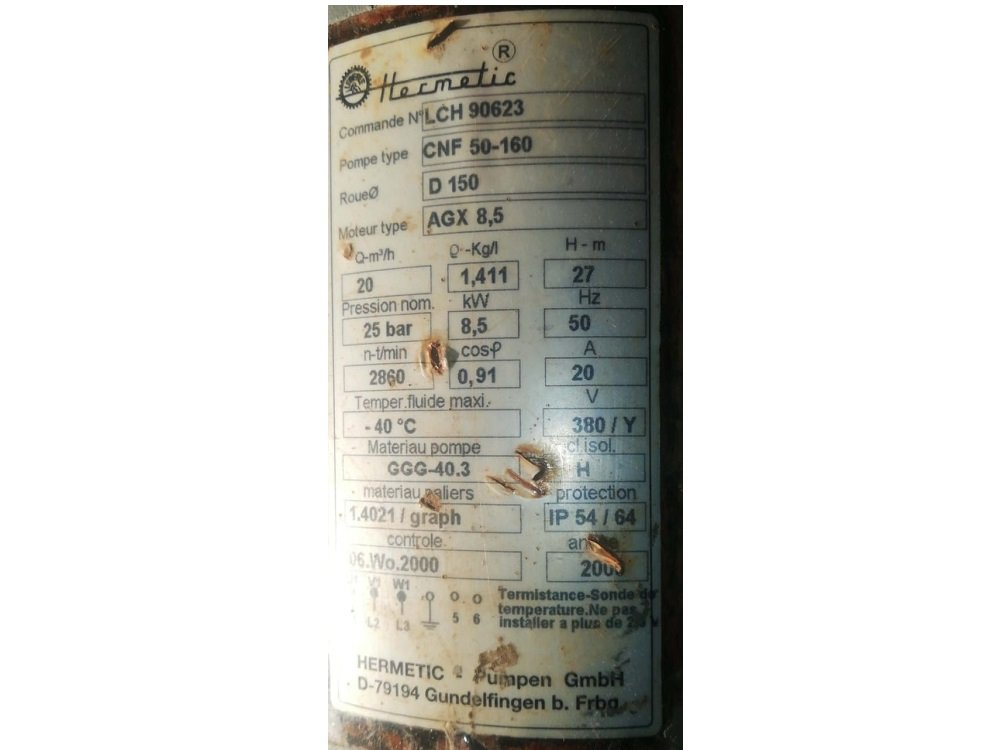 ®
Hermetic
Commande N° LCH 90623
Pompe type CNF 50-160
RoueØ D 150
Moteur type AGX 8,5
Q-m³/h ϱ-Kg/l H - m
20 1,411 27
Pression nom. kW Hz
25 bar 8,5 50
n-t/min cosφ A
2860 0,91 20
Temper.fluide maxi. V
- 40 °C 380 / Y
Materiau pompe cl.isol.
GGG-40.3 H
materiau paliers protection
1.4021 / graph IP 54 / 64
controle
06.Wo.2000
V1 W1
L2 L3 5 6
Termistance-Sonde
temperature.Ne pas
installer a plus de
HERMETIC - Pumpen GmbH
D-79194 Gundelfingen b. Frbg.